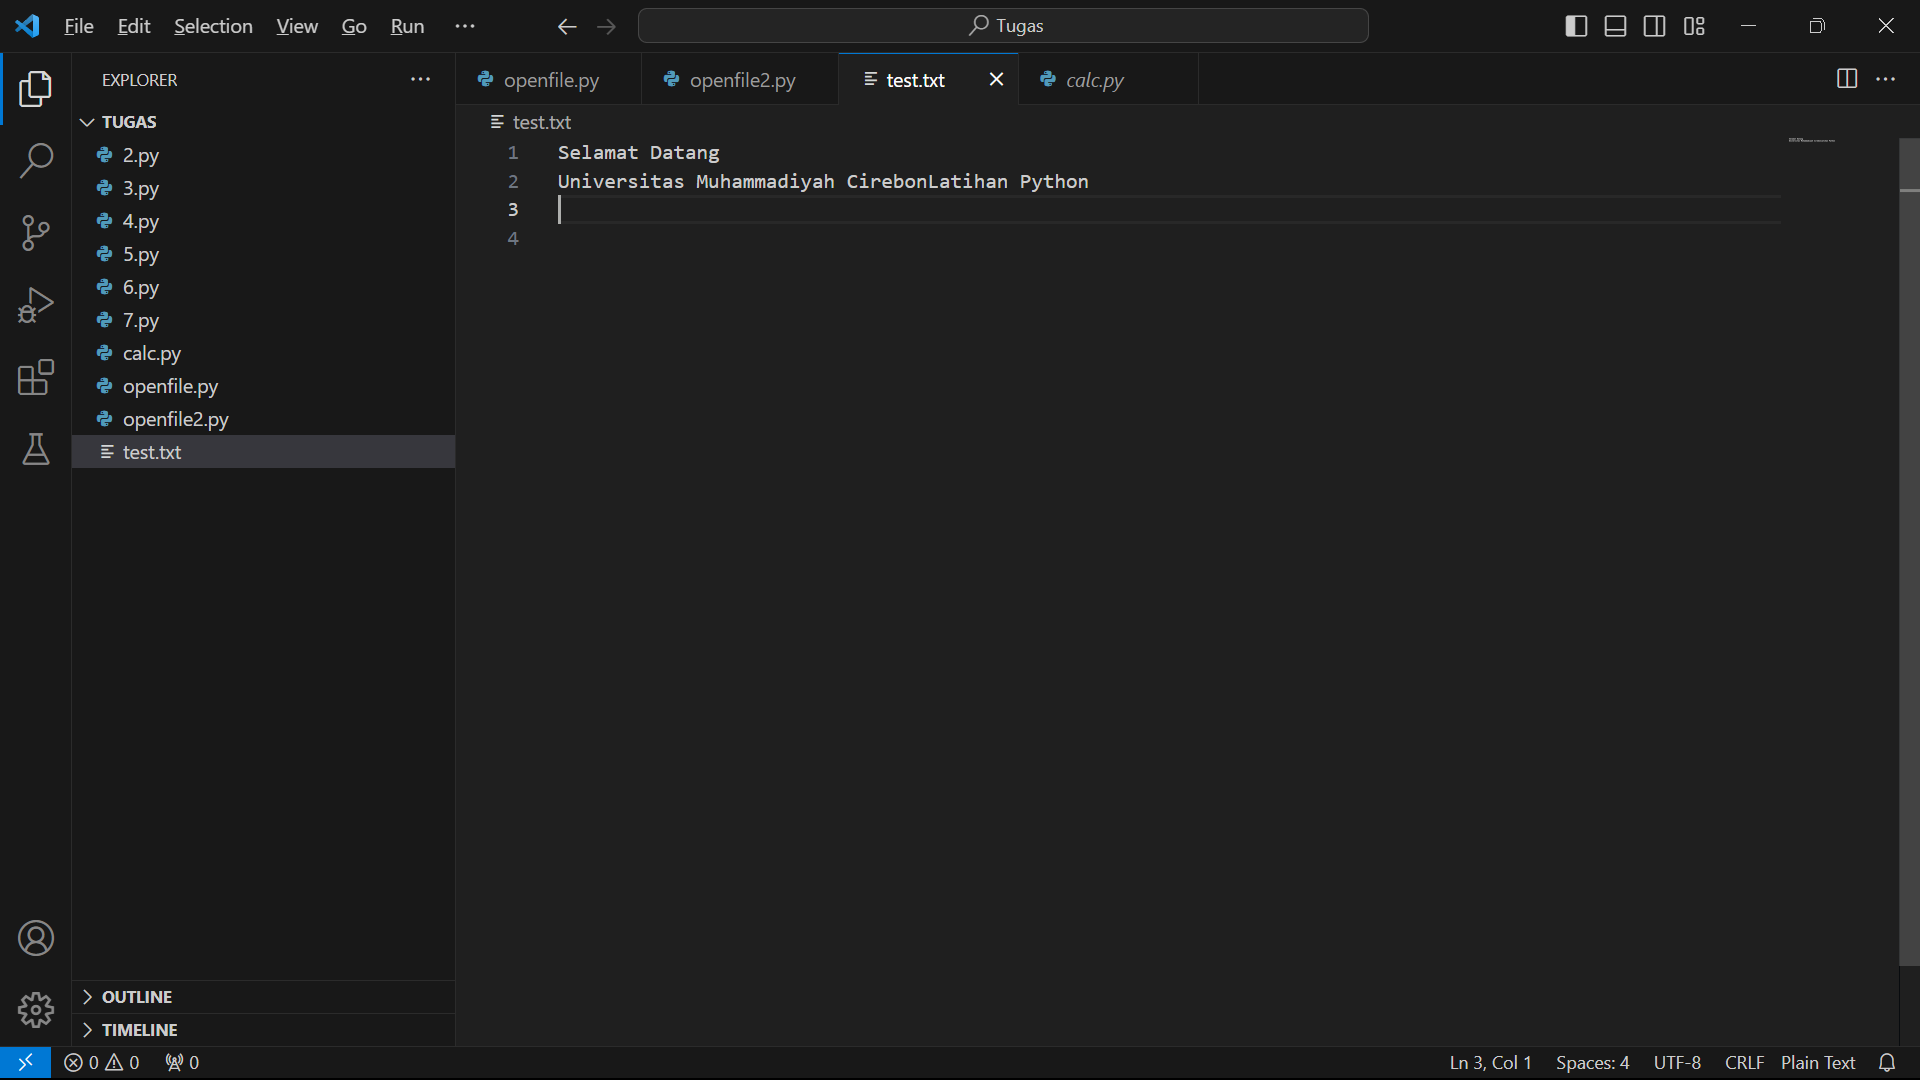 File Edit Selection View Go Run
Tugas
EXPLORER
TUGAS
2.py
3.py
4.py
5.py
6.py
7.py
calc.py
openfile.py
openfile2.py
test.txt
OUTLINE
TIMELINE
openfile.py openfile2.py test.txt calc.py
test.txt
1 Selamat Datang
2 Universitas Muhammadiyah CirebonLatihan Python
3
4
0 0 0
Ln 3, Col 1 Spaces: 4 UTF-8 CRLF Plain Text